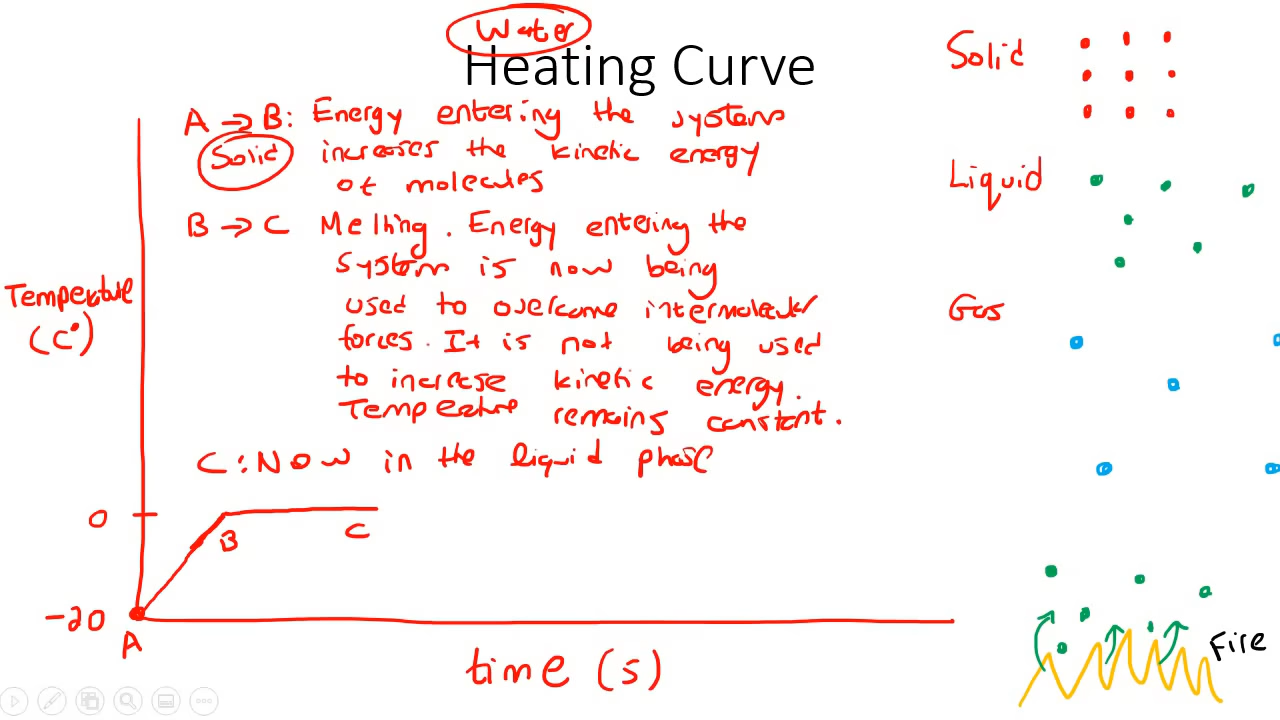 Water
Heating Curve
A → B: Energy entering the system
Solid increases the kinetic energy
of molecules
B → C Melting. Energy entering the
system is now being
used to overcome intermolecular
forces. It is not being used
to increase kinetic energy.
Temperature remains constant.
C: Now in the liquid phase
Temperature
(C°)
0
B
C
-20
A
time (s)
Solid
Liquid
Gas
Fire